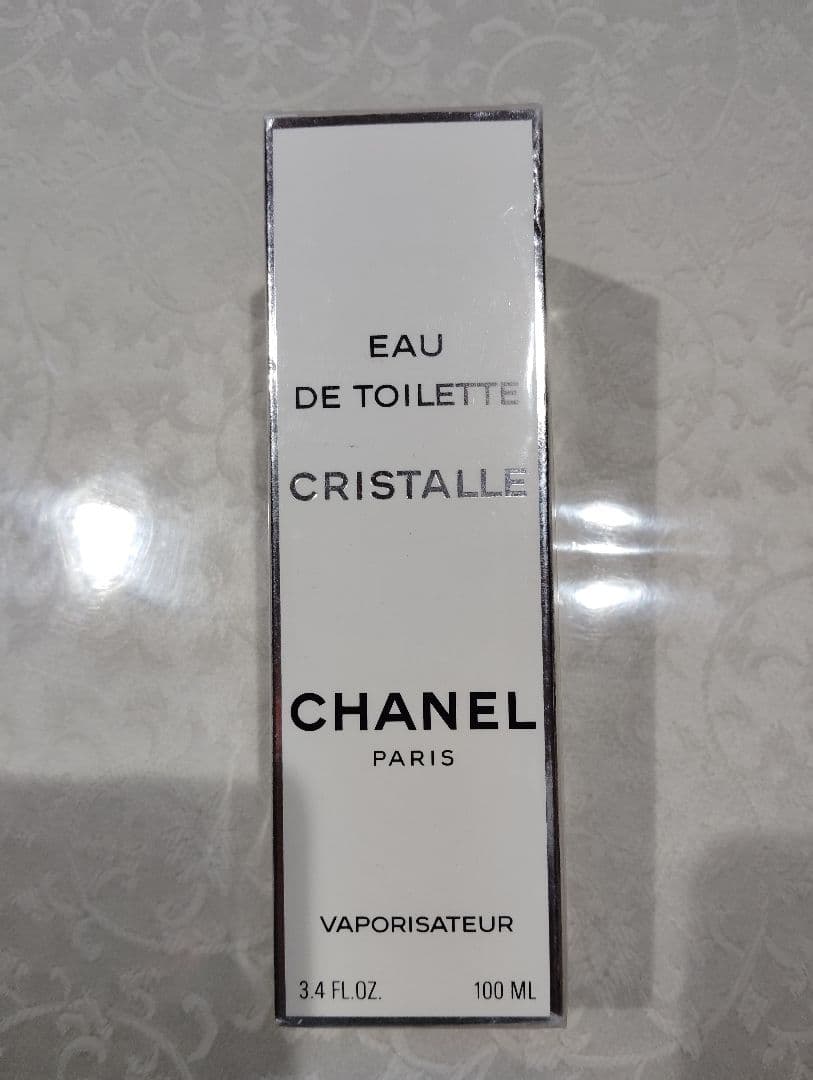 EAU
DE TOILETTE
CRISTALLE
CHANEL
PARIS
VAPORISATEUR
3.4 FL.OZ. 100 ML